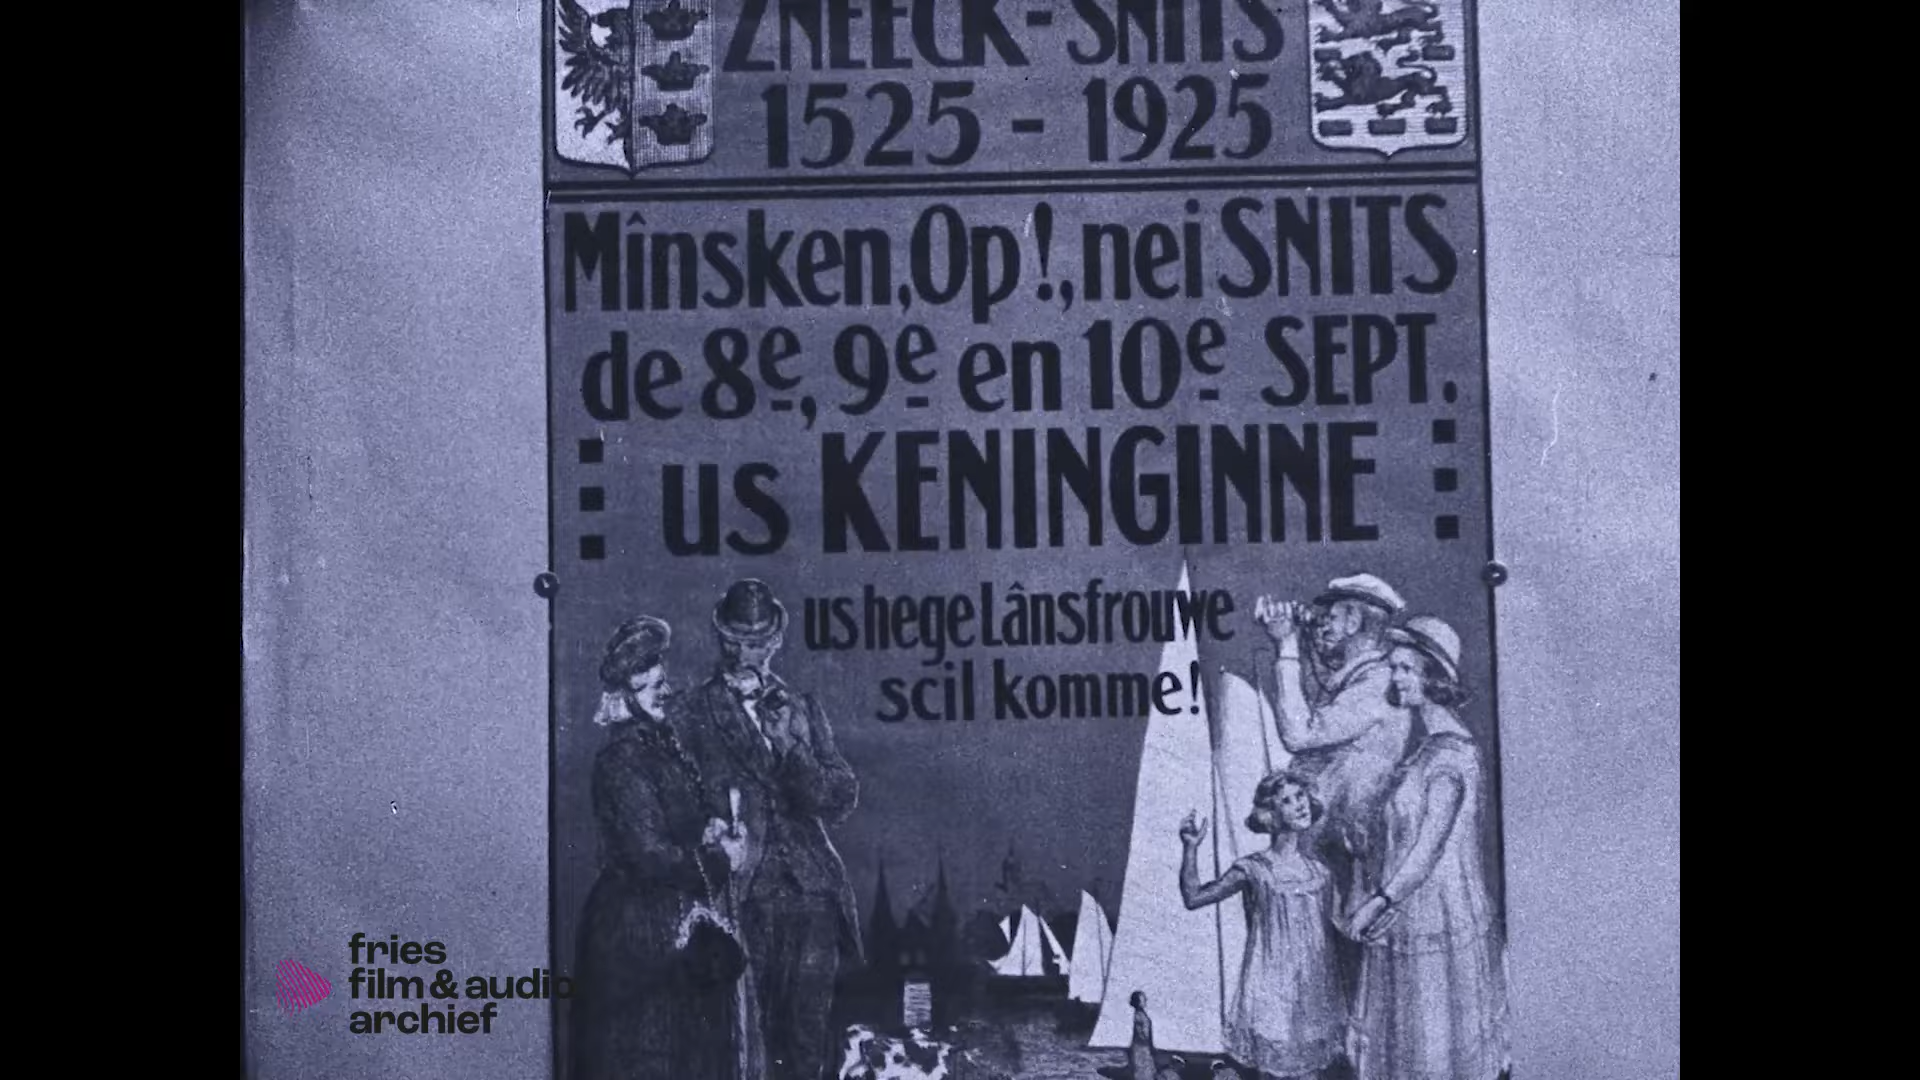 ZNEECK-SNITS
1525 - 1925
Mînsken, Op!, nei SNITS
de 8e, 9e en 10e SEPT.
us KENINGINNE
us hege Lânsfrouwe
scil komme!
fries
film & audio
archief